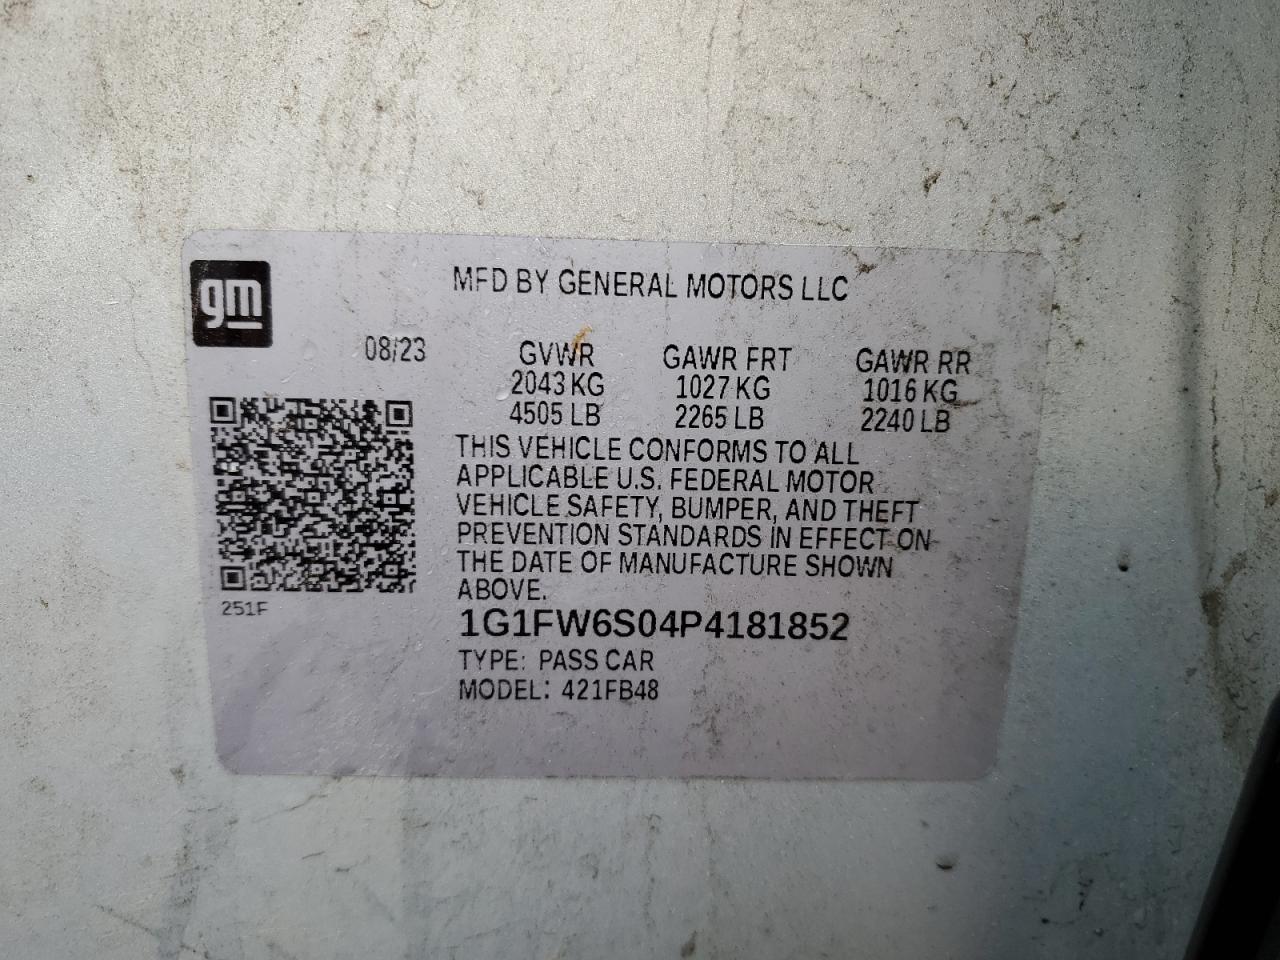 gm
MFD BY GENERAL MOTORS LLC
08/23
GVWR GAWR FRT GAWR RR
2043 KG 1027 KG 1016 KG
4505 LB 2265 LB 2240 LB
THIS VEHICLE CONFORMS TO ALL
APPLICABLE U.S. FEDERAL MOTOR
VEHICLE SAFETY, BUMPER, AND THEFT
PREVENTION STANDARDS IN EFFECT ON
THE DATE OF MANUFACTURE SHOWN
ABOVE.
251F
1G1FW6S04P4181852
TYPE: PASS CAR
MODEL: 421FB48